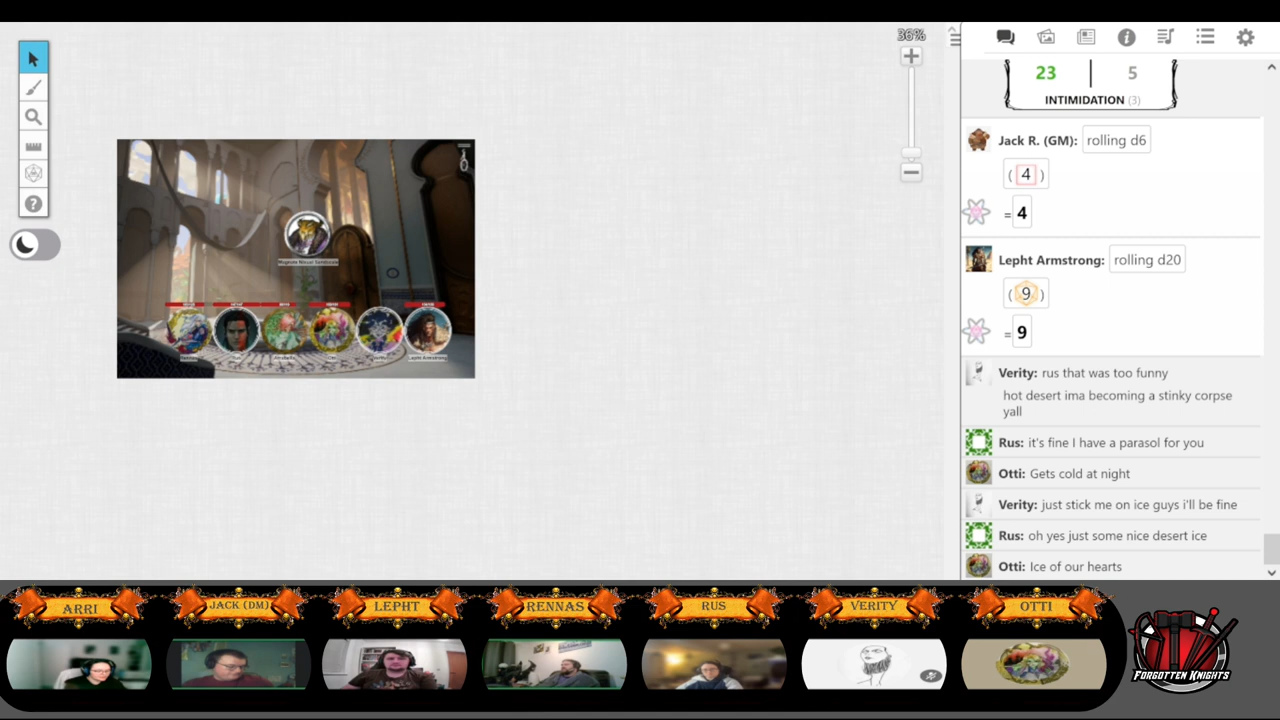 36%
23
5
INTIMIDATION (3)
Jack R. (GM): rolling d6
( 4 )
= 4
Lepht Armstrong: rolling d20
( 9 )
= 9
Verity: rus that was too funny
hot desert ima becoming a stinky corpse
yall
Rus: it's fine I have a parasol for you
Otti: Gets cold at night
Verity: just stick me on ice guys i'll be fine
Rus: oh yes just some nice desert ice
Otti: Ice of our hearts
Lepht Armstrong
ARRI
JACK (DM)
LEPHT
RENNAS
RUS
VERITY
OTTI
FORGOTTEN KNIGHTS